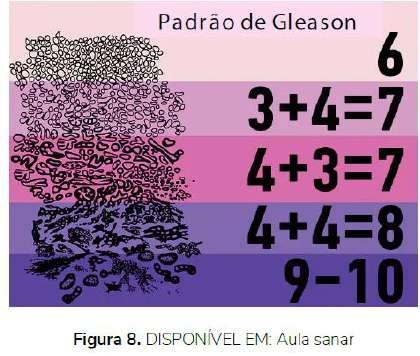 Padrão de Gleason
6
3+4=7
4+3=7
4+4=8
9-10
Figura 8. DISPONÍVEL EM: Aula sanar